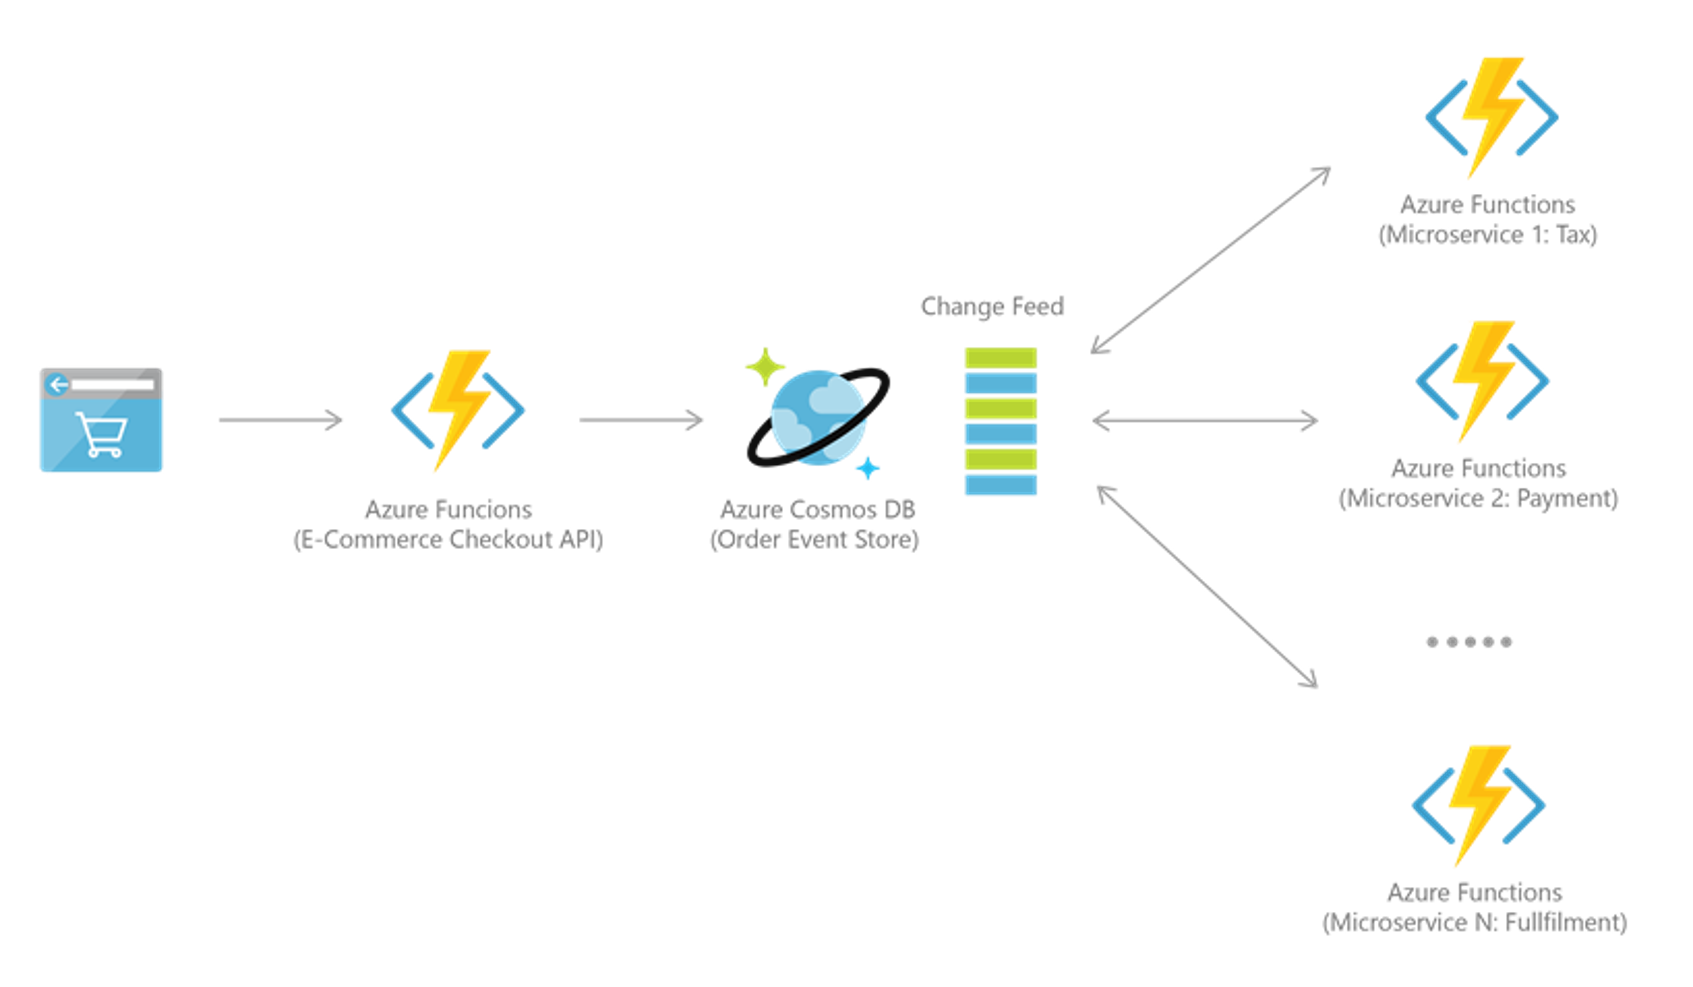 Azure Functions
(Microservice 1: Tax)
Change Feed
Azure Funcions
(E-Commerce Checkout API)
Azure Cosmos DB
(Order Event Store)
Azure Functions
(Microservice 2: Payment)
Azure Functions
(Microservice N: Fullfilment)